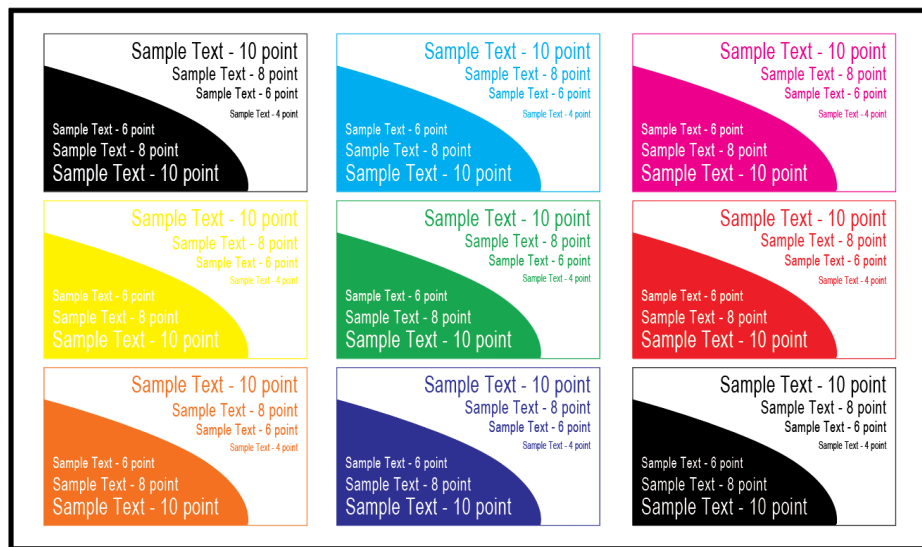 Sample Text - 10 point
Sample Text - 8 point
Sample Text - 6 point
Sample Text - 4 point
Sample Text - 6 point
Sample Text - 8 point
Sample Text - 10 point
Sample Text - 10 point
Sample Text - 8 point
Sample Text - 6 point
Sample Text - 4 point
Sample Text - 6 point
Sample Text - 8 point
Sample Text - 10 point
Sample Text - 10 point
Sample Text - 8 point
Sample Text - 6 point
Sample Text - 4 point
Sample Text - 6 point
Sample Text - 8 point
Sample Text - 10 point
Sample Text - 10 point
Sample Text - 8 point
Sample Text - 6 point
Sample Text - 4 point
Sample Text - 6 point
Sample Text - 8 point
Sample Text - 10 point
Sample Text - 10 point
Sample Text - 8 point
Sample Text - 6 point
Sample Text - 4 point
Sample Text - 6 point
Sample Text - 8 point
Sample Text - 10 point
Sample Text - 10 point
Sample Text - 8 point
Sample Text - 6 point
Sample Text - 4 point
Sample Text - 6 point
Sample Text - 8 point
Sample Text - 10 point
Sample Text - 10 point
Sample Text - 8 point
Sample Text - 6 point
Sample Text - 4 point
Sample Text - 6 point
Sample Text - 8 point
Sample Text - 10 point
Sample Text - 10 point
Sample Text - 8 point
Sample Text - 6 point
Sample Text - 4 point
Sample Text - 6 point
Sample Text - 8 point
Sample Text - 10 point
Sample Text - 10 point
Sample Text - 8 point
Sample Text - 6 point
Sample Text - 4 point
Sample Text - 6 point
Sample Text - 8 point
Sample Text - 10 point